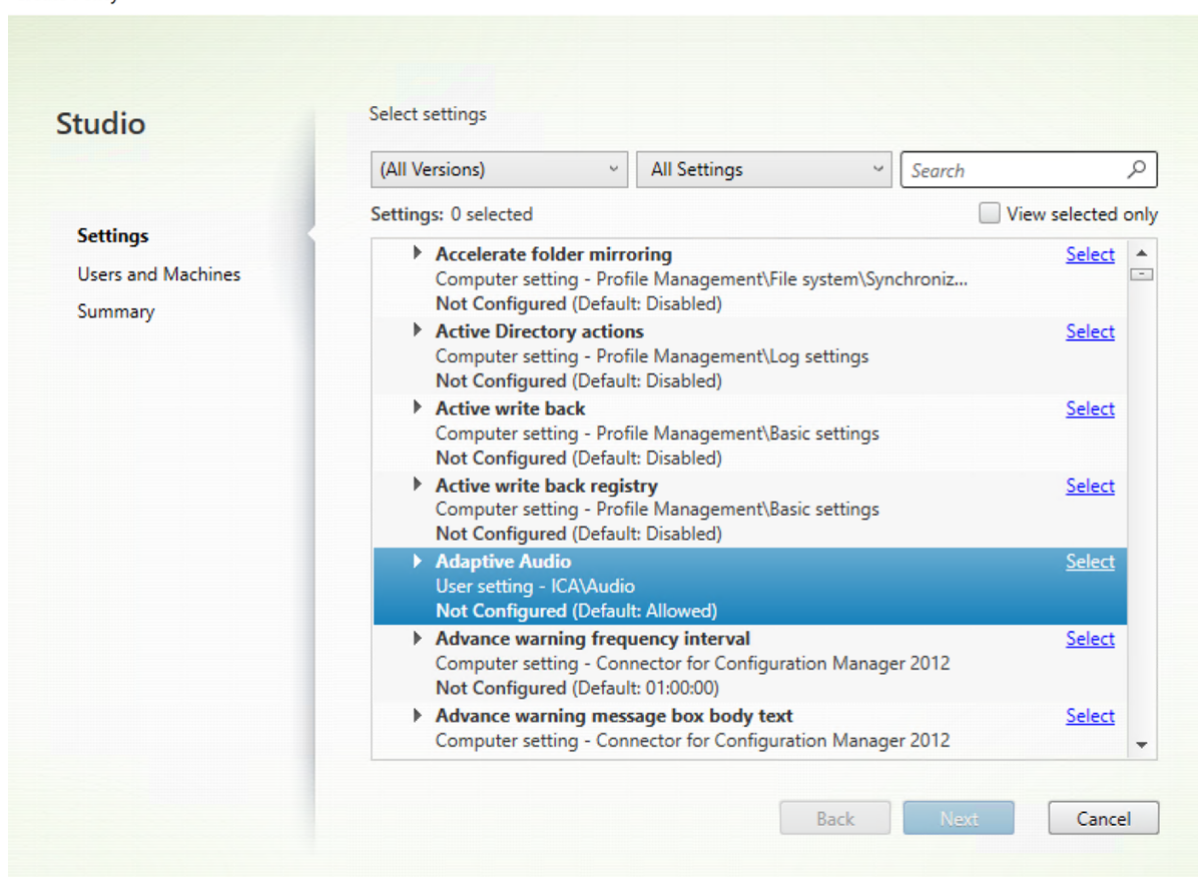 Studio
Settings
Users and Machines
Summary
Select settings
(All Versions)
All Settings
Search
Settings: 0 selected
View selected only
Accelerate folder mirroring
Select
Computer setting - Profile Management\File system\Synchroniz...
Not Configured (Default: Disabled)
Active Directory actions
Select
Computer setting - Profile Management\Log settings
Not Configured (Default: Disabled)
Active write back
Select
Computer setting - Profile Management\Basic settings
Not Configured (Default: Disabled)
Active write back registry
Select
Computer setting - Profile Management\Basic settings
Not Configured (Default: Disabled)
Adaptive Audio
Select
User setting - ICA\Audio
Not Configured (Default: Allowed)
Advance warning frequency interval
Select
Computer setting - Connector for Configuration Manager 2012
Not Configured (Default: 01:00:00)
Advance warning message box body text
Select
Computer setting - Connector for Configuration Manager 2012
Back
Next
Cancel